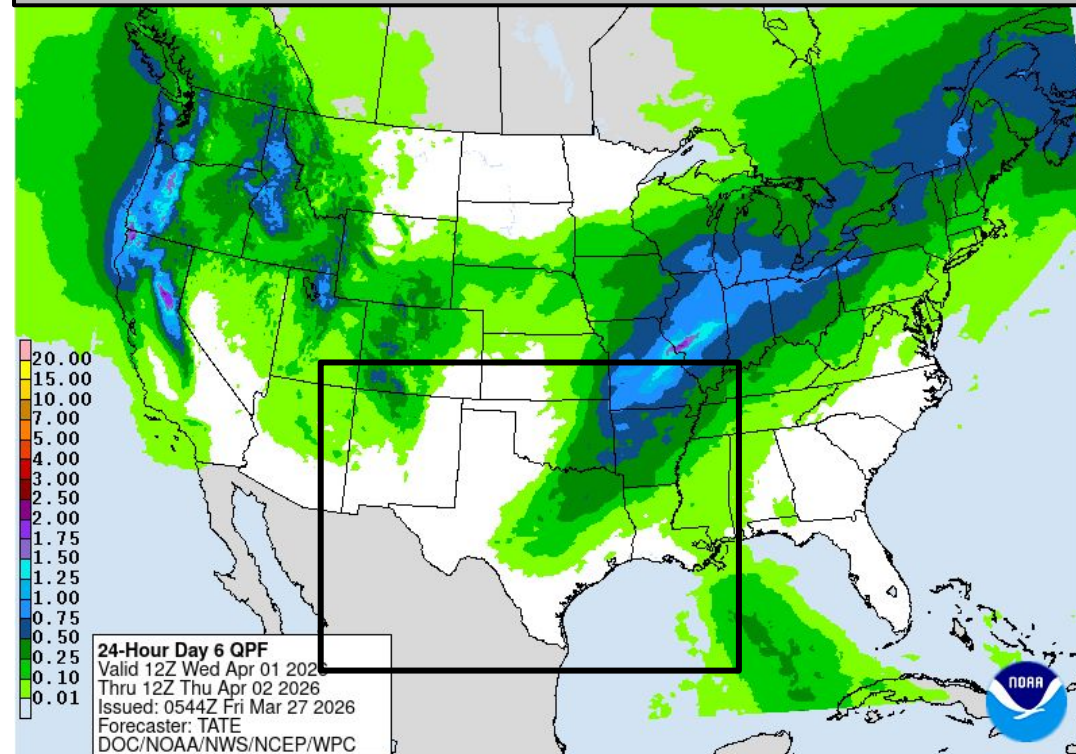 20.00
15.00
10.00
7.00
5.00
4.00
3.00
2.50
2.00
1.75
1.50
1.25
1.00
0.75
0.50
0.25
0.10
0.01
24-Hour Day 6 QPF
Valid 12Z Wed Apr 01 2026
Thru 12Z Thu Apr 02 2026
Issued: 0544Z Fri Mar 27 2026
Forecaster: TATE
DOC/NOAA/NWS/NCEP/WPC
NOAA